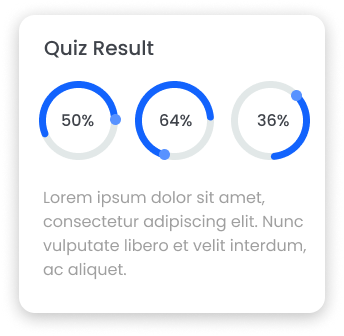 Quiz Result
50% 64% 36%
Lorem ipsum dolor sit amet,
consectetur adipiscing elit. Nunc
vulputate libero et velit interdum,
ac aliquet.